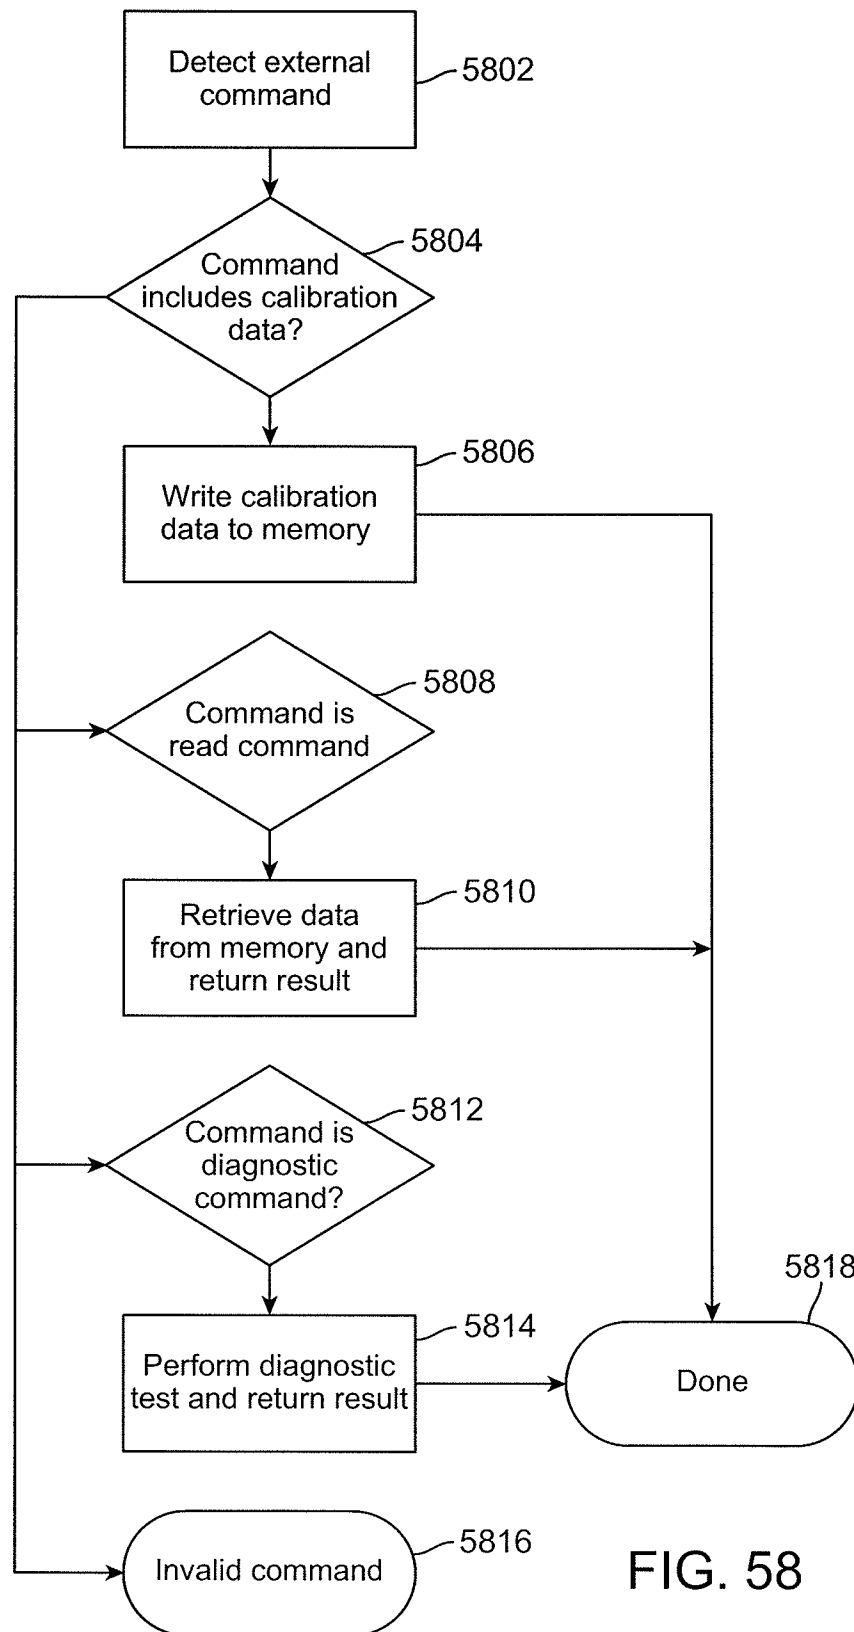 Detect external
command
5802
5804
Command
includes calibration
data?
5806
Write calibration
data to memory
5808
Command is
read command
5810
Retrieve data
from memory and
return result
5812
Command is
diagnostic
command?
5814
Perform diagnostic
test and return result
5818
Done
5816
Invalid command
FIG. 58